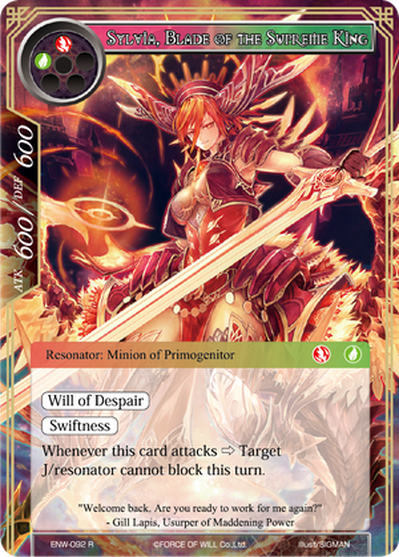 Sylvia, Blade of the Supreme King
ATK 600 / DEF 600
Resonator: Minion of Primogenitor
Will of Despair
Swiftness
Whenever this card attacks ⇨ Target
J/resonator cannot block this turn.
"Welcome back. Are you ready to work for me again?"
- Gill Lapis, Usurper of Maddening Power
ENW-092 R ©FORCE OF WILL Co.,Ltd. Illust/SIGMAN